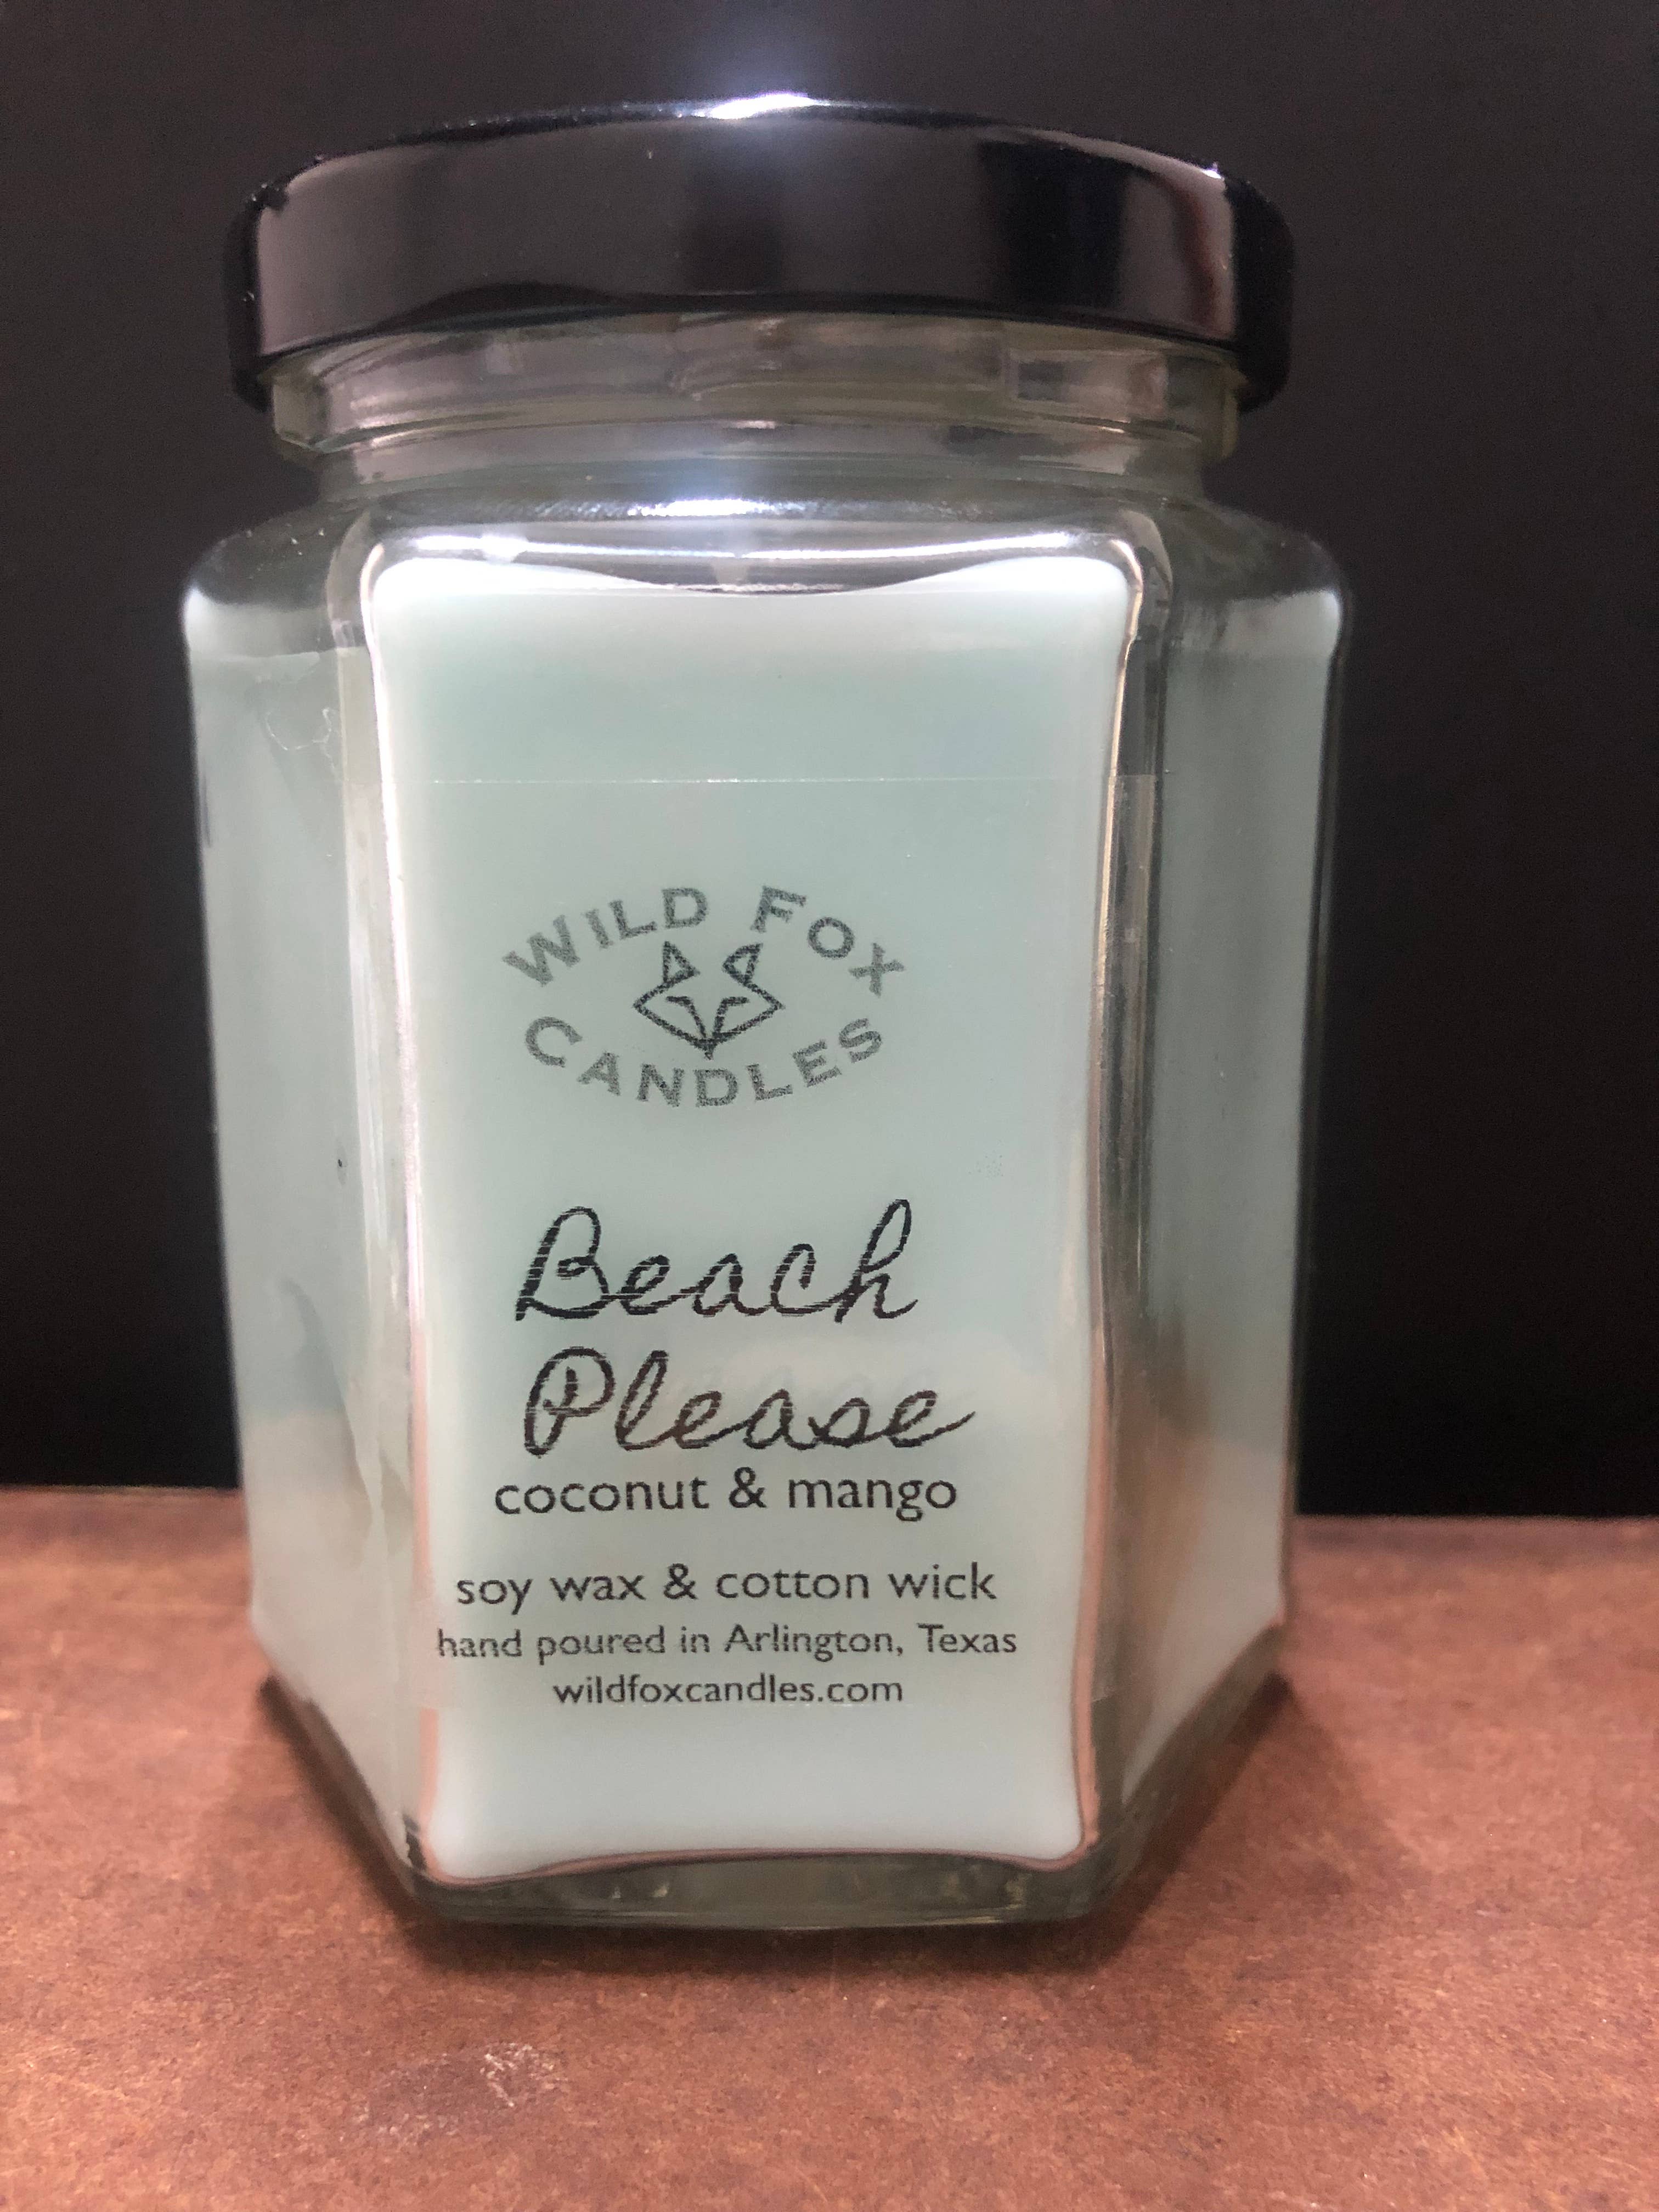 WILD FOX
CANDLES
Beach
Please
coconut & mango
soy wax & cotton wick
hand poured in Arlington, Texas
wildfoxcandles.com